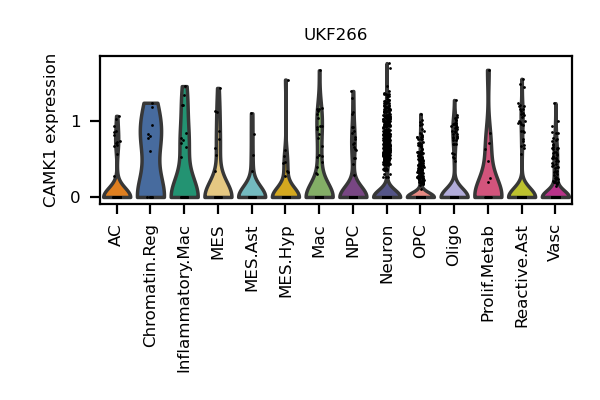 UKF266
CAMK1 expression
1
0
AC
Chromatin.Reg
Inflammatory.Mac
MES
MES.Ast
MES.Hyp
Mac
NPC
Neuron
OPC
Oligo
Prolif.Metab
Reactive.Ast
Vasc